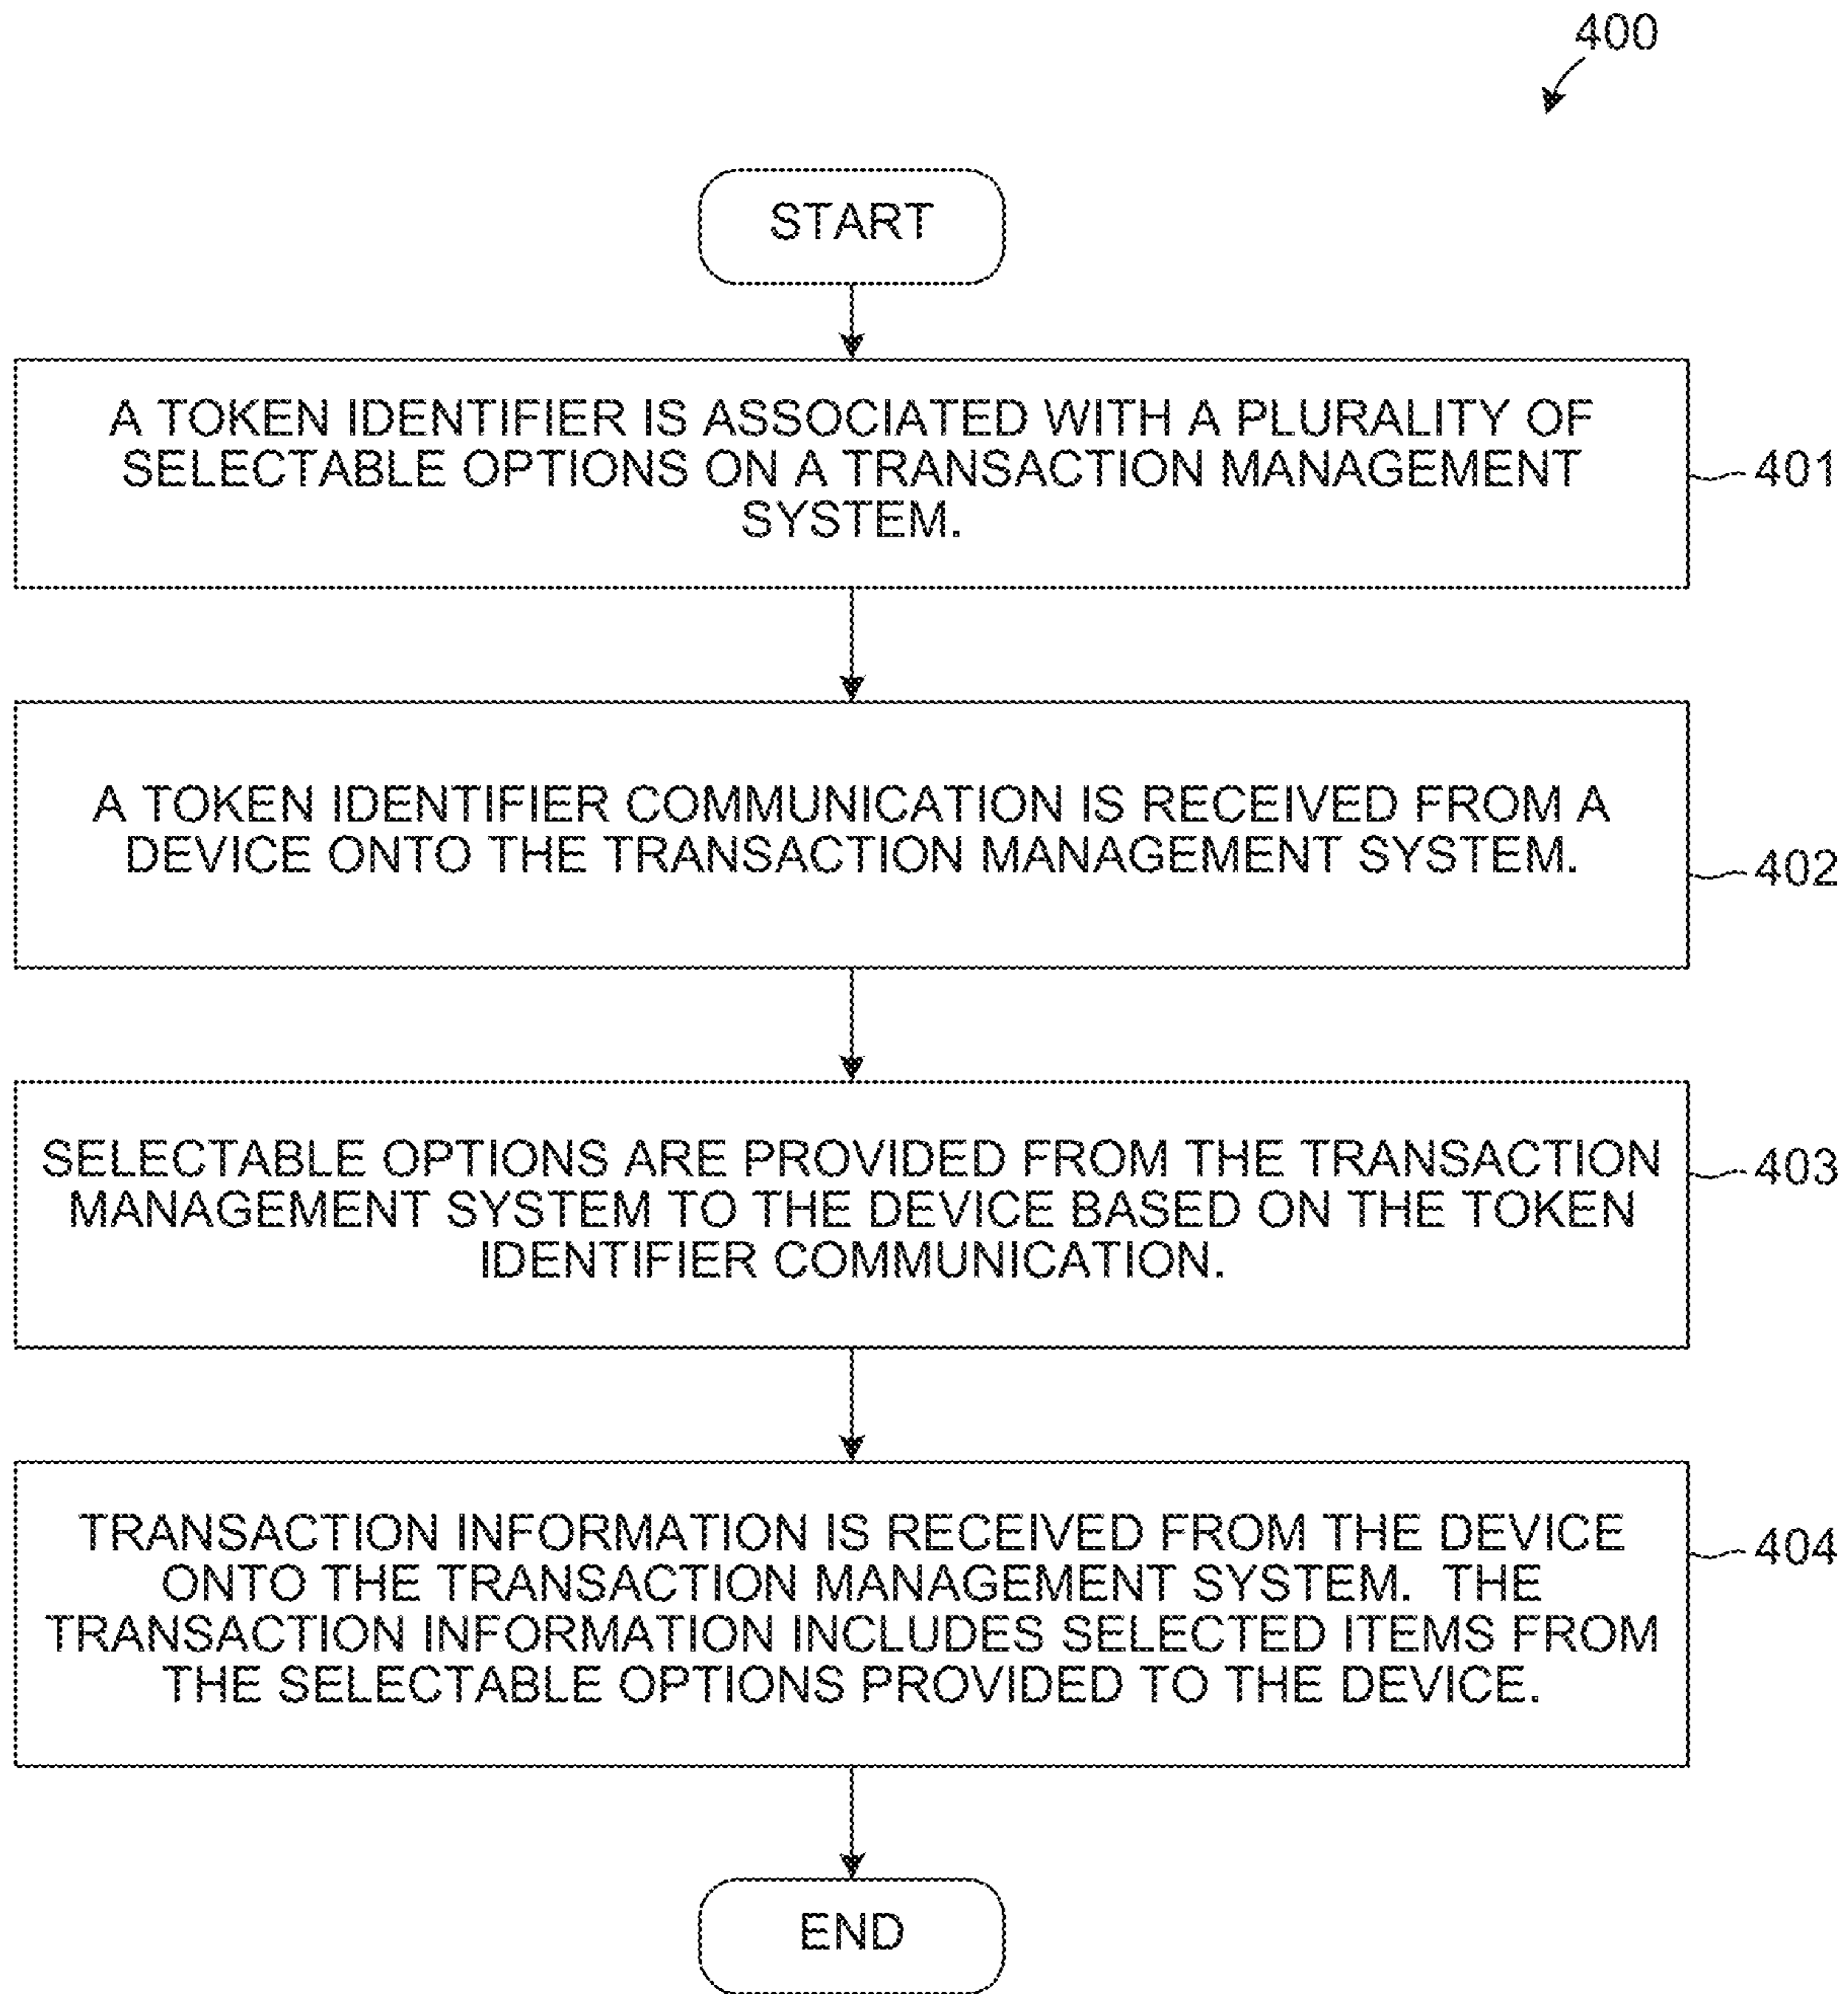 400
START
A TOKEN IDENTIFIER IS ASSOCIATED WITH A PLURALITY OF
SELECTABLE OPTIONS ON A TRANSACTION MANAGEMENT
SYSTEM.
401
A TOKEN IDENTIFIER COMMUNICATION IS RECEIVED FROM A
DEVICE ONTO THE TRANSACTION MANAGEMENT SYSTEM.
402
SELECTABLE OPTIONS ARE PROVIDED FROM THE TRANSACTION
MANAGEMENT SYSTEM TO THE DEVICE BASED ON THE TOKEN
IDENTIFIER COMMUNICATION.
403
TRANSACTION INFORMATION IS RECEIVED FROM THE DEVICE
ONTO THE TRANSACTION MANAGEMENT SYSTEM. THE
TRANSACTION INFORMATION INCLUDES SELECTED ITEMS FROM
THE SELECTABLE OPTIONS PROVIDED TO THE DEVICE.
404
END